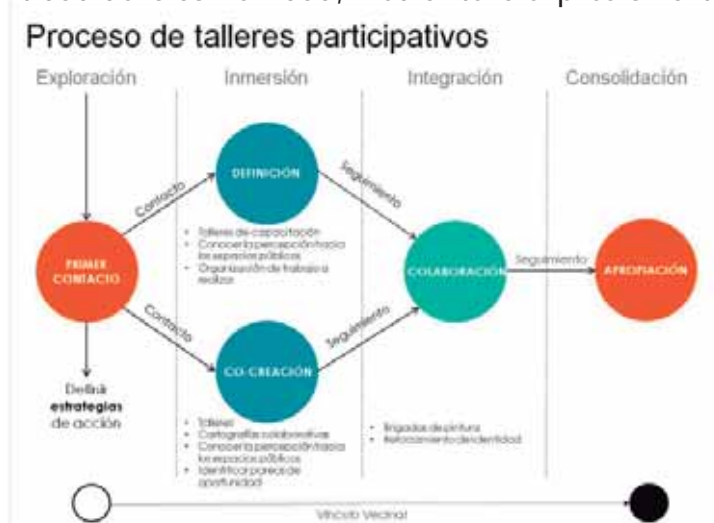 Proceso de talleres participativos
Exploración
Inmersión
Integración
Consolidación
PRIMER
CONTACTO
Definir
estrategias
de acción
Contacto
Contacto
DEFINICIÓN
• Talleres de capacitación
• Conocer la percepción hacia
los espacios públicos
• Organización de trabajo a
realizar
CO-CREACIÓN
• Talleres
• Cartografías colaborativas
• Conocer la percepción hacia
los espacios públicos
• Identificar áreas de
oportunidad
Seguimiento
Seguimiento
COLABORACIÓN
• Brigadas de pintura
• Reforzamiento de identidad
Seguimiento
APROPIACIÓN
Vínculo Vecinal